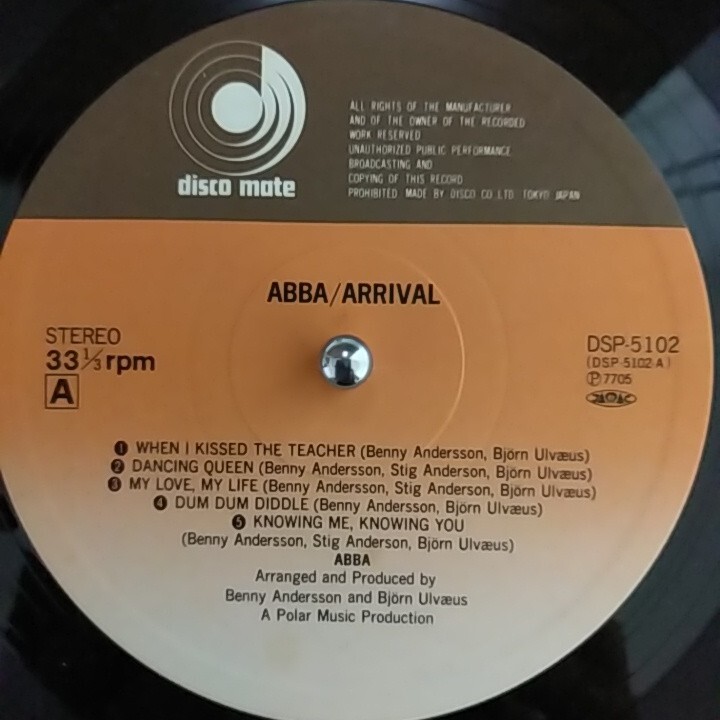 disco mate
ALL RIGHTS OF THE MANUFACTURER
AND OF THE OWNER OF THE RECORDED
WORK RESERVED
UNAUTHORIZED PUBLIC PERFORMANCE
BROADCASTING AND
COPYING OF THIS RECORD
PROHIBITED MADE BY DISCO CO LTD TOKYO JAPAN
ABBA/ARRIVAL
STEREO
33⅓ rpm
A
DSP-5102
(DSP-5102-A)
Ⓟ7705
❶ WHEN I KISSED THE TEACHER (Benny Andersson, Björn Ulvæus)
❷ DANCING QUEEN (Benny Andersson, Stig Andersson, Björn Ulvæus)
❸ MY LOVE, MY LIFE (Benny Andersson, Stig Andersson, Björn Ulvæus)
❹ DUM DUM DIDDLE (Benny Andersson, Björn Ulvæus)
❺ KNOWING ME, KNOWING YOU
(Benny Andersson, Stig Anderson, Björn Ulvæus)
ABBA
Arranged and Produced by
Benny Andersson and Björn Ulvæus
A Polar Music Production